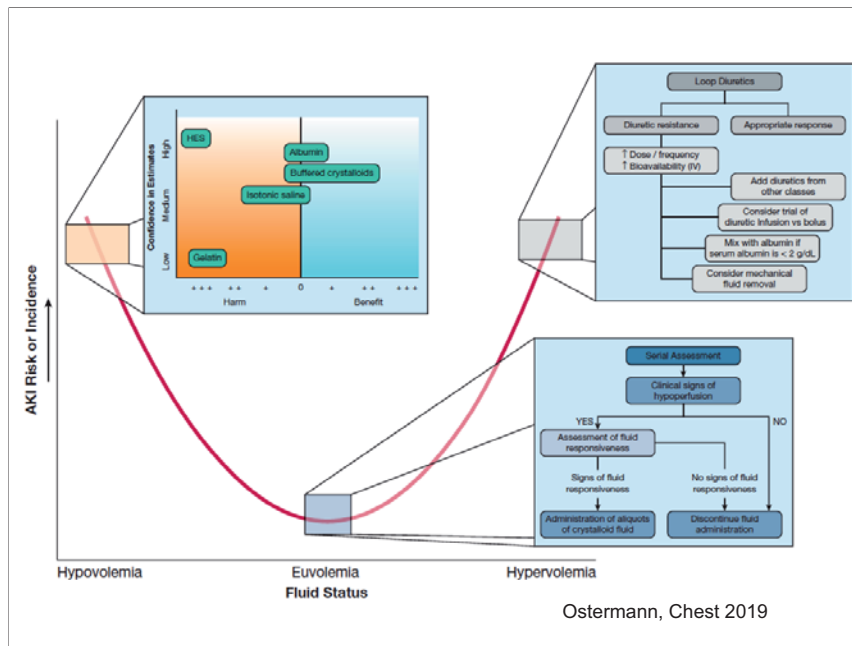 AKI Risk or Incidence
Confidence in Estimates
High
Medium
Low
HES
Albumin
Buffered crystalloids
Isotonic saline
Gelatin
+++ ++ + 0 + ++ +++
Harm
Benefit
Loop Diuretics
Diuretic resistance
Appropriate response
↑ Dose / frequency
↑ Bioavailability (IV)
Add diuretics from
other classes
Consider trial of
diuretic Infusion vs bolus
Mix with albumin if
serum albumin is < 2 g/dL
Consider mechanical
fluid removal
Serial Assessment
Clinical signs of
hypoperfusion
YES
NO
Assessment of fluid
responsiveness
Signs of fluid
responsiveness
No signs of fluid
responsiveness
Administration of aliquots
of crystalloid fluid
Discontinue fluid
administration
Hypovolemia
Euvolemia
Hypervolemia
Fluid Status
Ostermann, Chest 2019